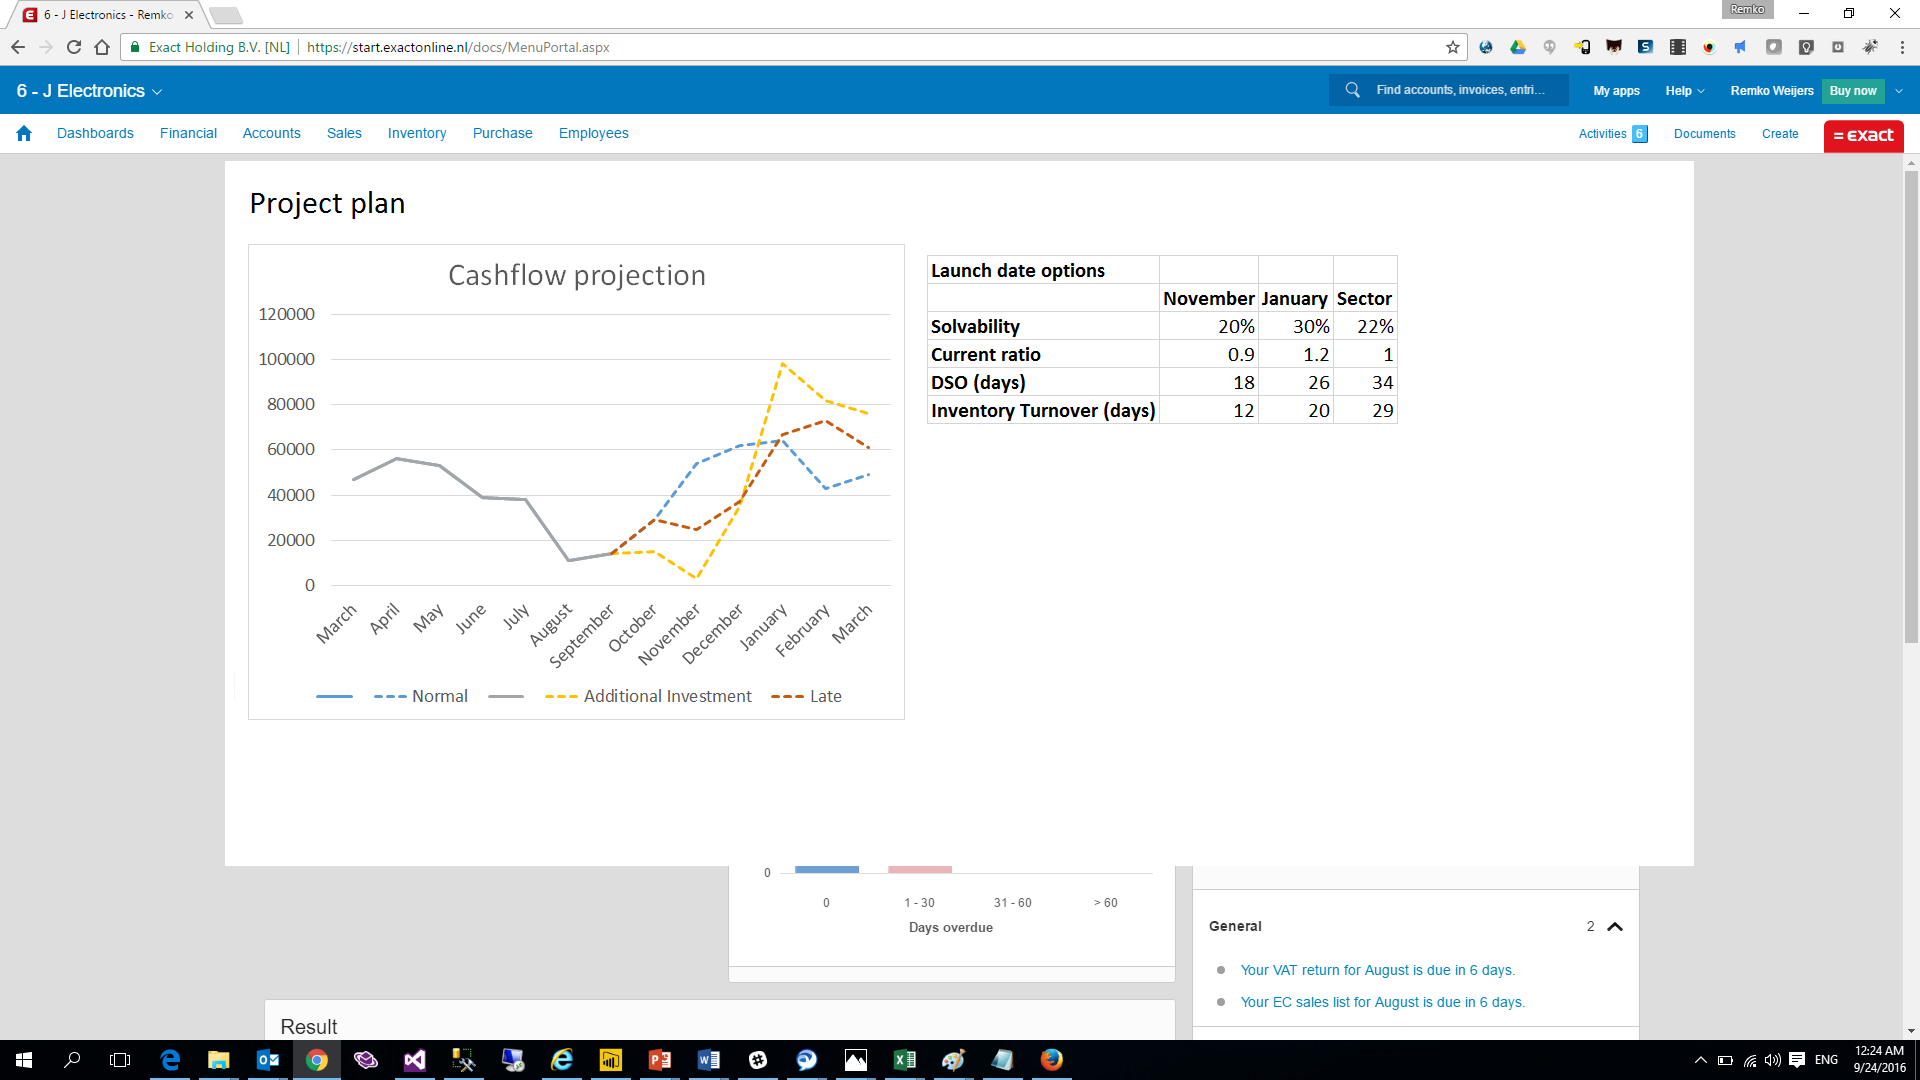 6 - J Electronics - Remko
Remko
Exact Holding B.V. [NL] https://start.exactonline.nl/docs/MenuPortal.aspx
6 - J Electronics
Find accounts, invoices, entri...
My apps
Help
Remko Weijers
Buy now
Dashboards
Financial
Accounts
Sales
Inventory
Purchase
Employees
Activities 6
Documents
Create
= exact
Project plan
Cashflow projection
120000
100000
80000
60000
40000
20000
0
March
April
May
June
July
August
September
October
November
December
January
February
March
Normal
Additional Investment
Late
Launch date options
November January Sector
Solvability 20% 30% 22%
Current ratio 0.9 1.2 1
DSO (days) 18 26 34
Inventory Turnover (days) 12 20 29
0
0 1 - 30 31 - 60 > 60
Days overdue
General 2
Your VAT return for August is due in 6 days.
Your EC sales list for August is due in 6 days.
Result
ENG
12:24 AM
9/24/2016